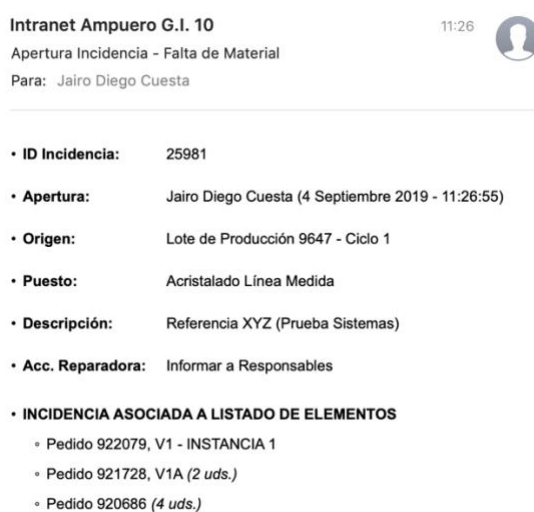 Intranet Ampuero G.I. 10
11:26
Apertura Incidencia - Falta de Material
Para: Jairo Diego Cuesta
• ID Incidencia: 25981
• Apertura: Jairo Diego Cuesta (4 Septiembre 2019 - 11:26:55)
• Origen: Lote de Producción 9647 - Ciclo 1
• Puesto: Acristalado Línea Medida
• Descripción: Referencia XYZ (Prueba Sistemas)
• Acc. Reparadora: Informar a Responsables
• INCIDENCIA ASOCIADA A LISTADO DE ELEMENTOS
◦ Pedido 922079, V1 - INSTANCIA 1
◦ Pedido 921728, V1A (2 uds.)
◦ Pedido 920686 (4 uds.)